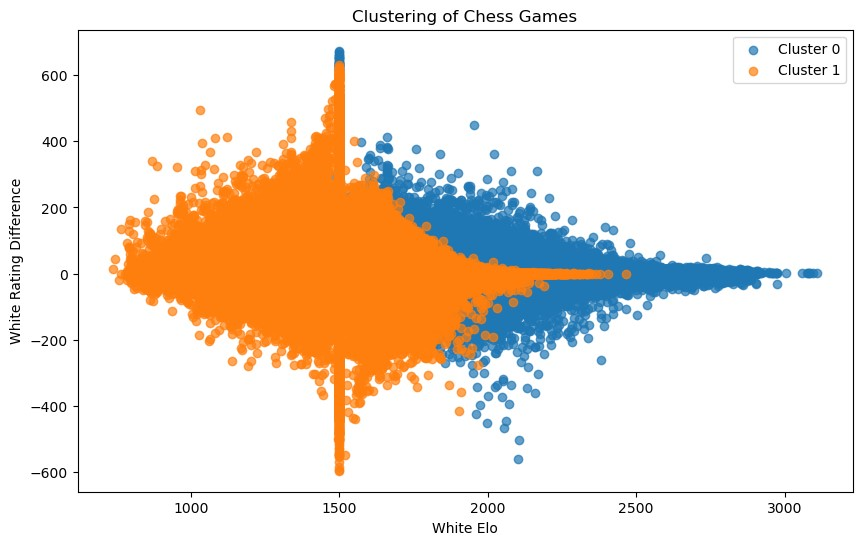 Clustering of Chess Games
Cluster 0
Cluster 1
600
400
200
0
−200
−400
−600
White Rating Difference
1000
1500
2000
2500
3000
White Elo